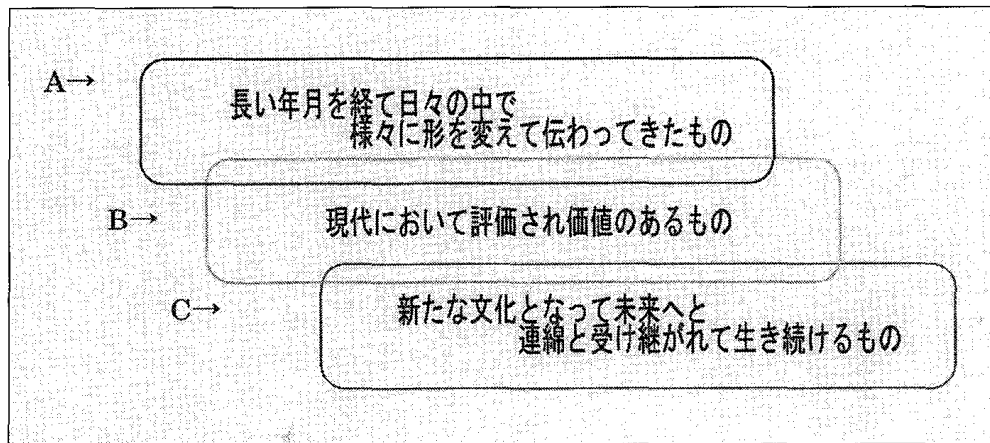 A→
長い年月を経て日々の中で
様々に形を変えて伝わってきたもの
B→
現代において評価され価値のあるもの
C→
新たな文化となって未来へと
連綿と受け継がれて生き続けるもの